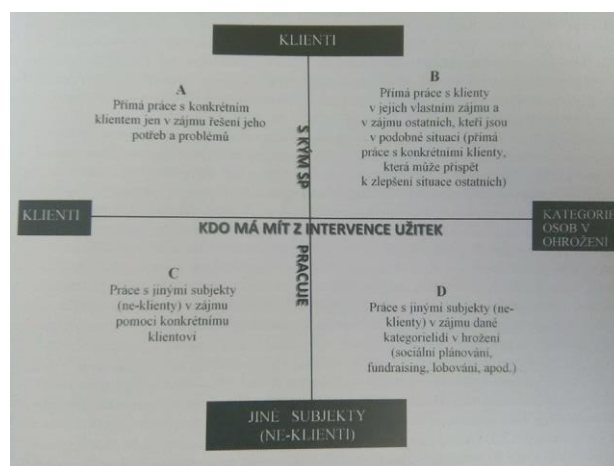 KLIENTI
A
Přímá práce s konkrétním
klientem jen v zájmu řešení jeho
potřeb a problémů
B
Přímá práce s klienty
v jejich vlastním zájmu a
v zájmu ostatních, kteří jsou
v podobné situaci (přímá
práce s konkrétními klienty,
která může přispět
k zlepšení situace ostatních)
S KÝM SP
KLIENTI
KDO MÁ MÍT Z INTERVENCE UŽITEK
KATEGORIE
OSOB V
OHROŽENÍ
PRACUJE
C
Práce s jinými subjekty
(ne-klienty) v zájmu
pomoci konkrétnímu
klientovi
D
Práce s jinými subjekty (ne-
klienty) v zájmu dané
kategorielidí v hrožení
(sociální plánování,
fundraising, lobování, apod.)
JINÉ SUBJEKTY
(NE-KLIENTI)